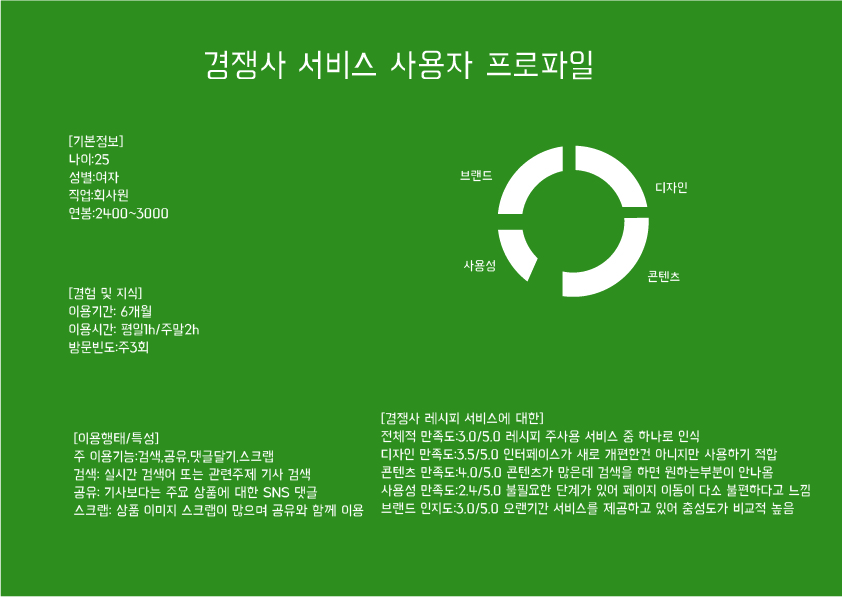 경쟁사 서비스 사용자 프로파일
[기본정보]
나이:25
성별:여자
직업:회사원
연봉:2400~3000
브랜드
디자인
사용성
콘텐츠
[경험 및 지식]
이용기간: 6개월
이용시간: 평일1h/주말2h
방문빈도:주3회
[이용행태/특성]
주 이용기능:검색,공유,댓글달기,스크랩
검색: 실시간 검색어 또는 관련주제 기사 검색
공유: 기사보다는 주요 상품에 대한 SNS 댓글
스크랩: 상품 이미지 스크랩이 많으며 공유와 함께 이용
[경쟁사 레시피 서비스에 대한]
전체적 만족도:3.0/5.0 레시피 주사용 서비스 중 하나로 인식
디자인 만족도:3.5/5.0 인터페이스가 새로 개편한건 아니지만 사용하기 적합
콘텐츠 만족도:4.0/5.0 콘텐츠가 많은데 검색을 하면 원하는부분이 안나옴
사용성 만족도:2.4/5.0 불필요한 단계가 있어 페이지 이동이 다소 불편하다고 느낌
브랜드 인지도:3.0/5.0 오랜기간 서비스를 제공하고 있어 충성도가 비교적 높음